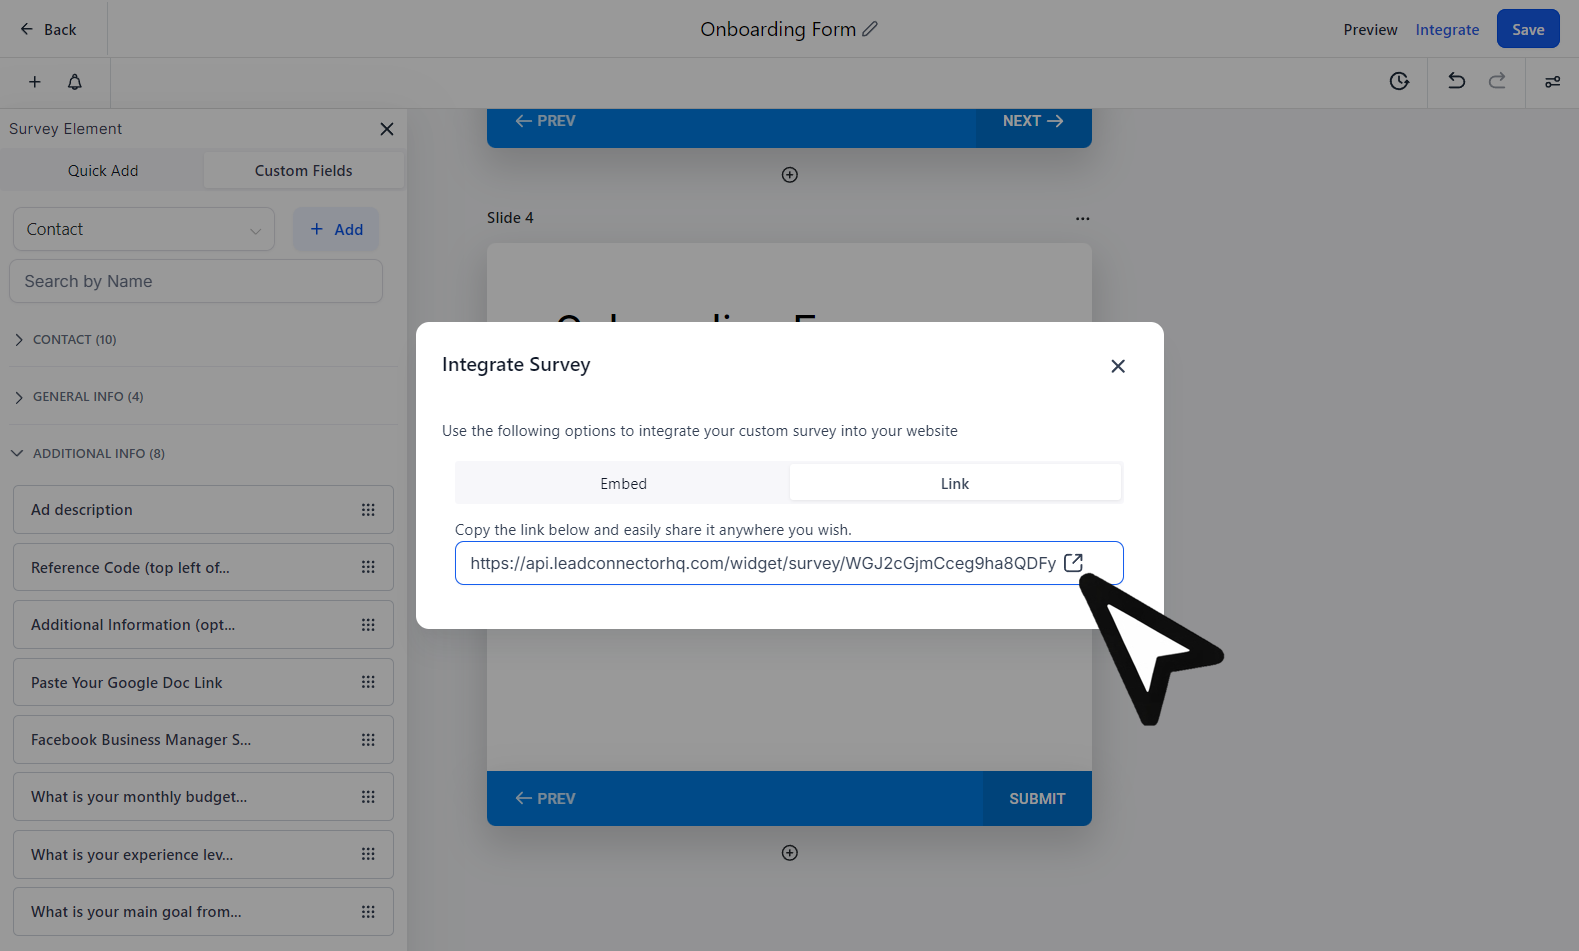 Back
Onboarding Form
Preview
Integrate
Save
Survey Element
Quick Add
Custom Fields
Contact
Add
Search by Name
CONTACT (10)
GENERAL INFO (4)
ADDITIONAL INFO (8)
Ad description
Reference Code (top left of...
Additional Information (opt...
Paste Your Google Doc Link
Facebook Business Manager S...
What is your monthly budget...
What is your experience lev...
What is your main goal from...
PREV
NEXT
Slide 4
Integrate Survey
Use the following options to integrate your custom survey into your website
Embed
Link
Copy the link below and easily share it anywhere you wish.
https://api.leadconnectorhq.com/widget/survey/WGJ2cGjmCceg9ha8QDFy
PREV
SUBMIT